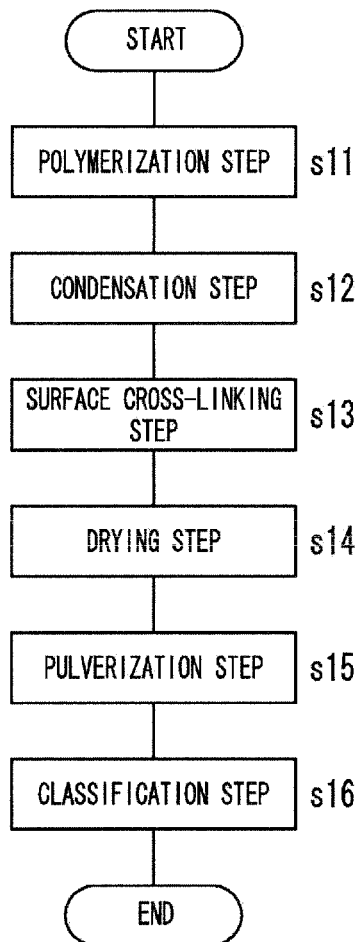 START
POLYMERIZATION STEP s11
CONDENSATION STEP s12
SURFACE CROSS-LINKING
STEP s13
DRYING STEP s14
PULVERIZATION STEP s15
CLASSIFICATION STEP s16
END